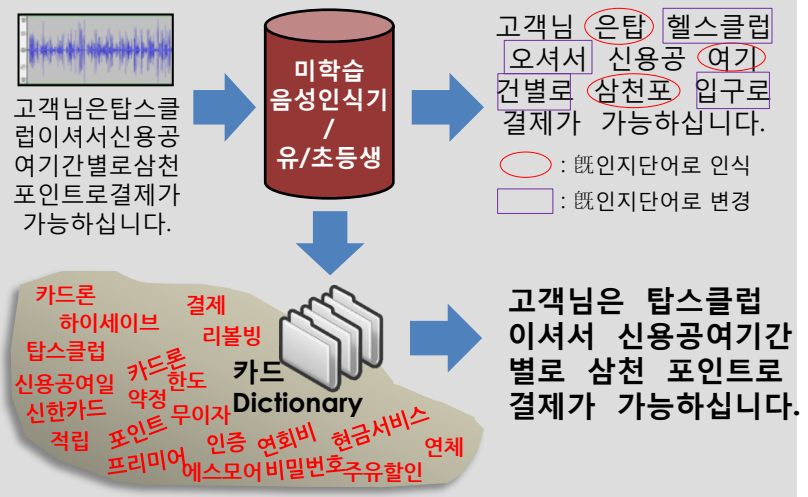 고객님은탑스클
럽이셔서신용공
여기간별로삼천
포인트로결제가
가능하십니다.
미학습
음성인식기
/
유/초등생
고객님 은탑 헬스클럽
오셔서 신용공 여기
건별로 삼천포 입구로
결제가 가능하십니다.
: 旣인지단어로 인식
: 旣인지단어로 변경
카드론
하이세이브
결제
리볼빙
탑스클럽
신용공여일
카드론
한도
신한카드
약정
무이자
적립
포인트
인증
연회비
현금서비스
연체
프리미어
에스모어
비밀번호
주유할인
카드
Dictionary
고객님은 탑스클럽
이셔서 신용공여기간
별로 삼천 포인트로
결제가 가능하십니다.